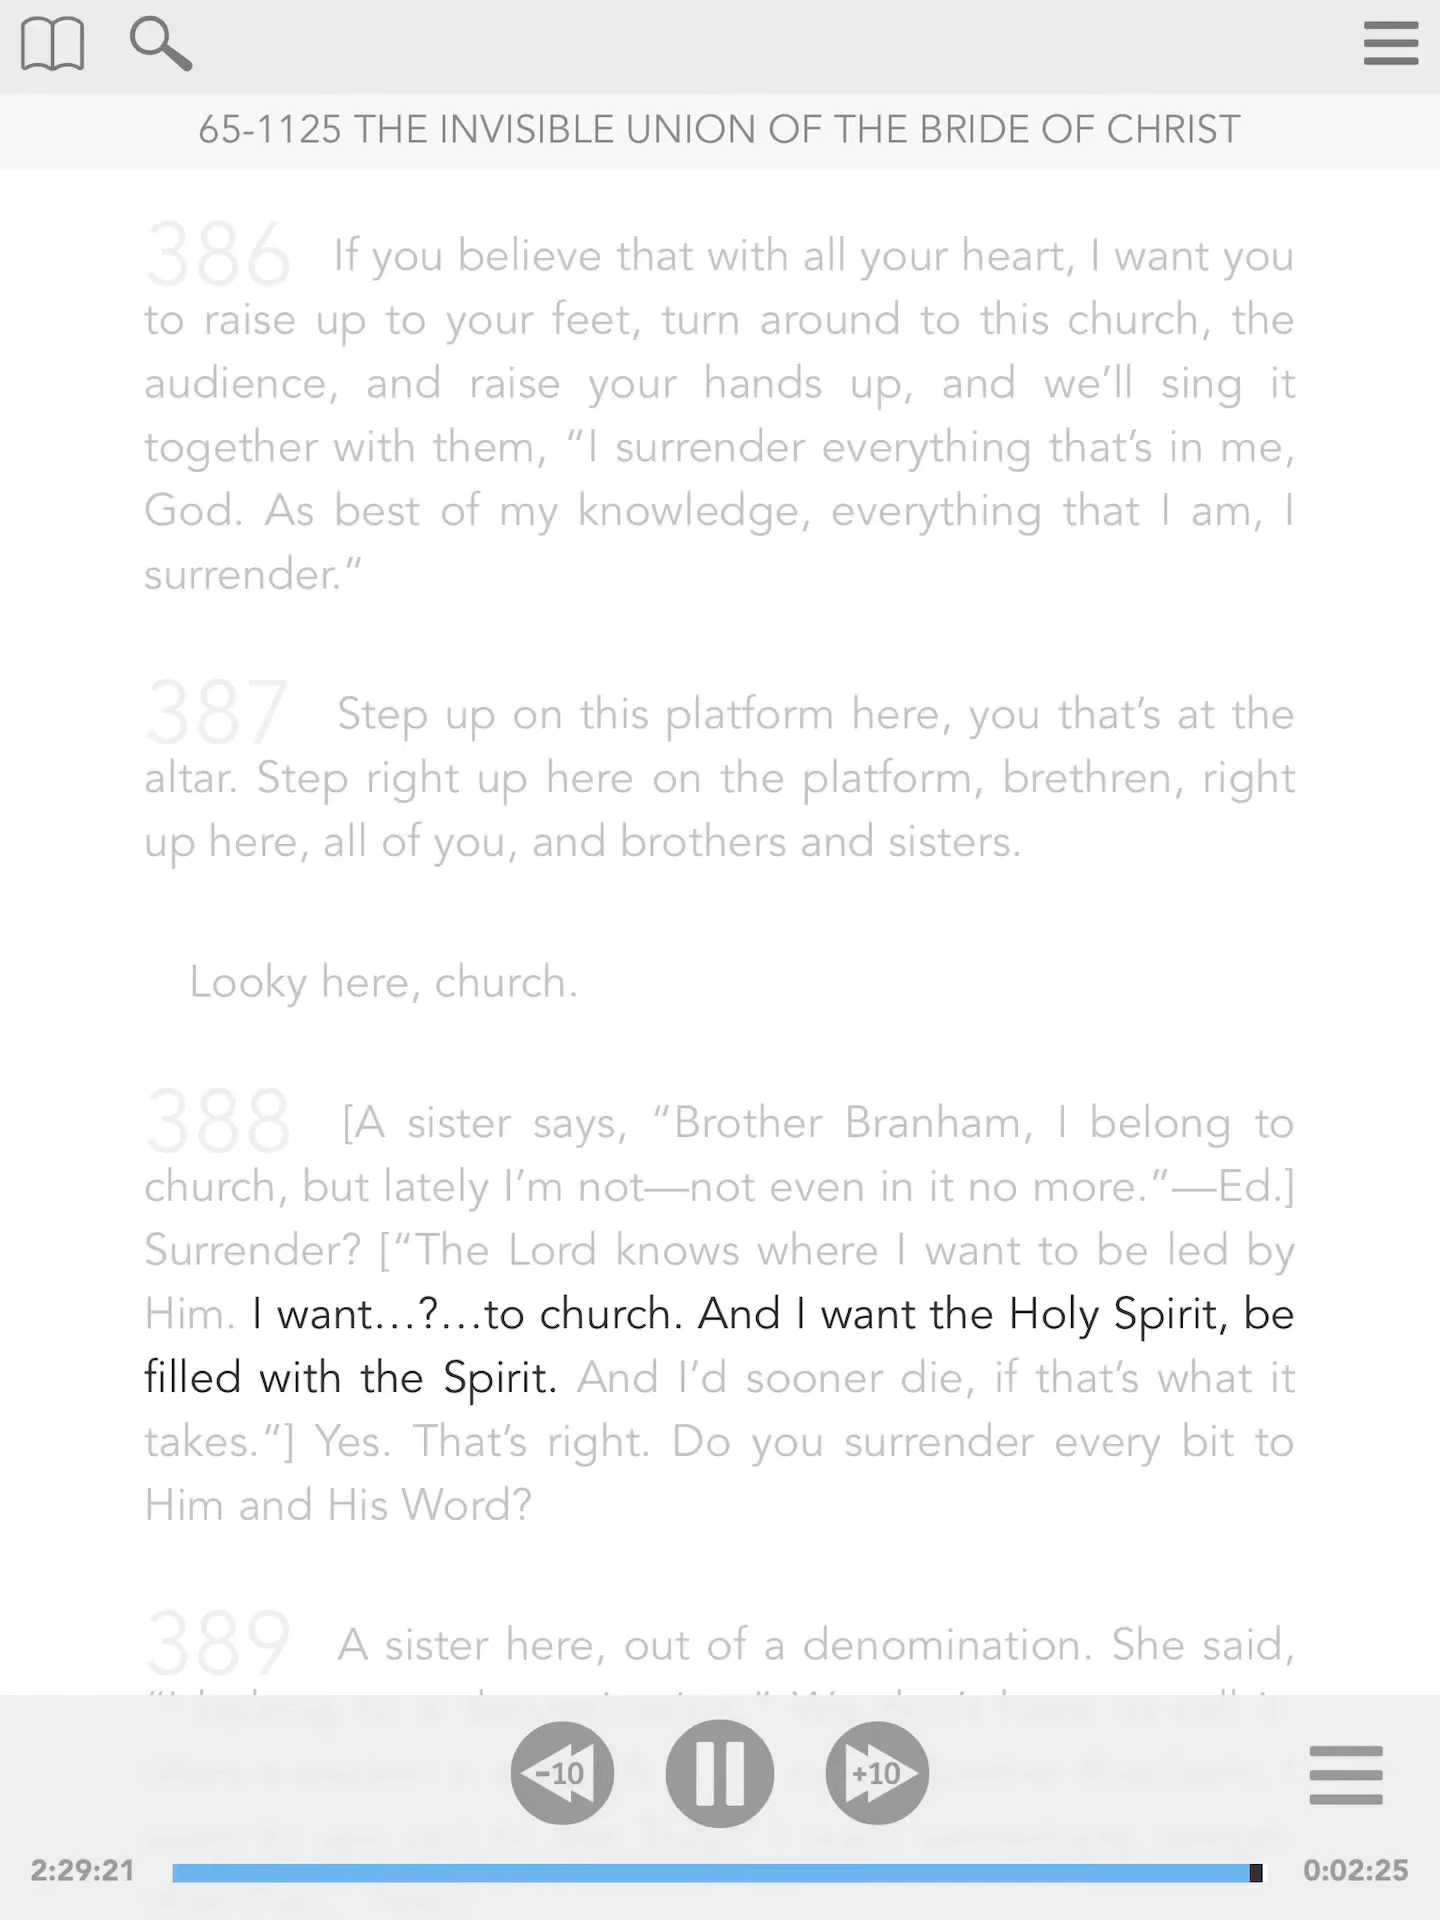 65-1125 THE INVISIBLE UNION OF THE BRIDE OF CHRIST
386 If you believe that with all your heart, I want you
to raise up to your feet, turn around to this church, the
audience, and raise your hands up, and we’ll sing it
together with them, “I surrender everything that’s in me,
God. As best of my knowledge, everything that I am, I
surrender.”
387 Step up on this platform here, you that’s at the
altar. Step right up here on the platform, brethren, right
up here, all of you, and brothers and sisters.
Looky here, church.
388 [A sister says, “Brother Branham, I belong to
church, but lately I’m not—not even in it no more.”—Ed.]
Surrender? [“The Lord knows where I want to be led by
Him. I want…?…to church. And I want the Holy Spirit, be
filled with the Spirit. And I’d sooner die, if that’s what it
takes.”] Yes. That’s right. Do you surrender every bit to
Him and His Word?
389 A sister here, out of a denomination. She said,
-10 +10
2:29:21 0:02:25